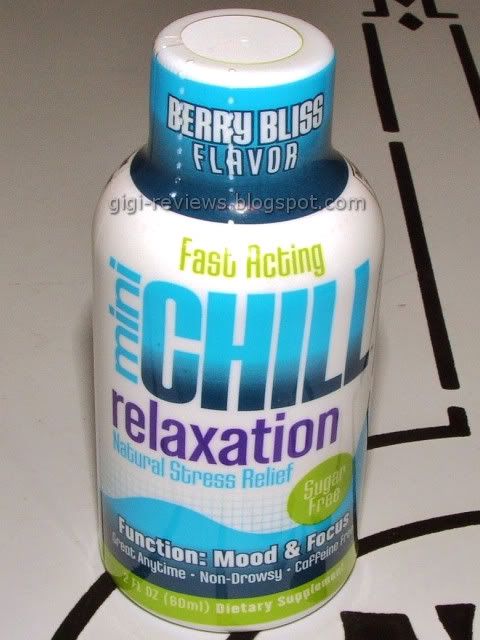 BERRY BLISS
FLAVOR
gigi-reviews.blogspot.com
Fast Acting
mini
CHILL
relaxation
Natural Stress Relief
Sugar
Free
Function: Mood & Focus
Great Anytime • Non-Drowsy • Caffeine Free
2 Fl OZ (60ml) Dietary Supplement